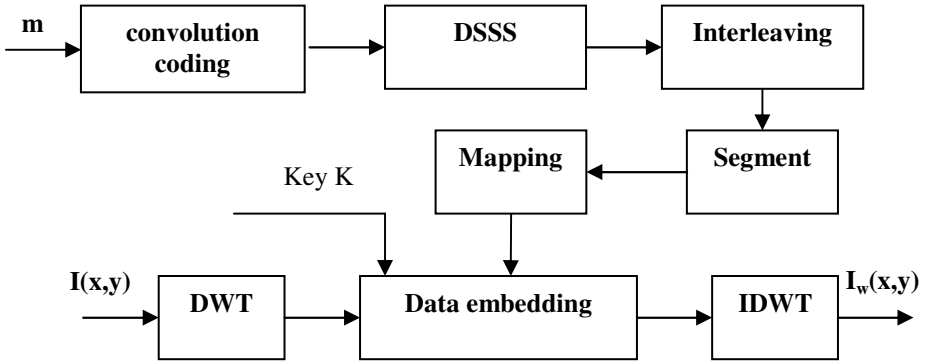 m
convolution
coding
DSSS
Interleaving
Mapping
Segment
Key K
I(x,y)
DWT
Data embedding
IDWT
Iw(x,y)